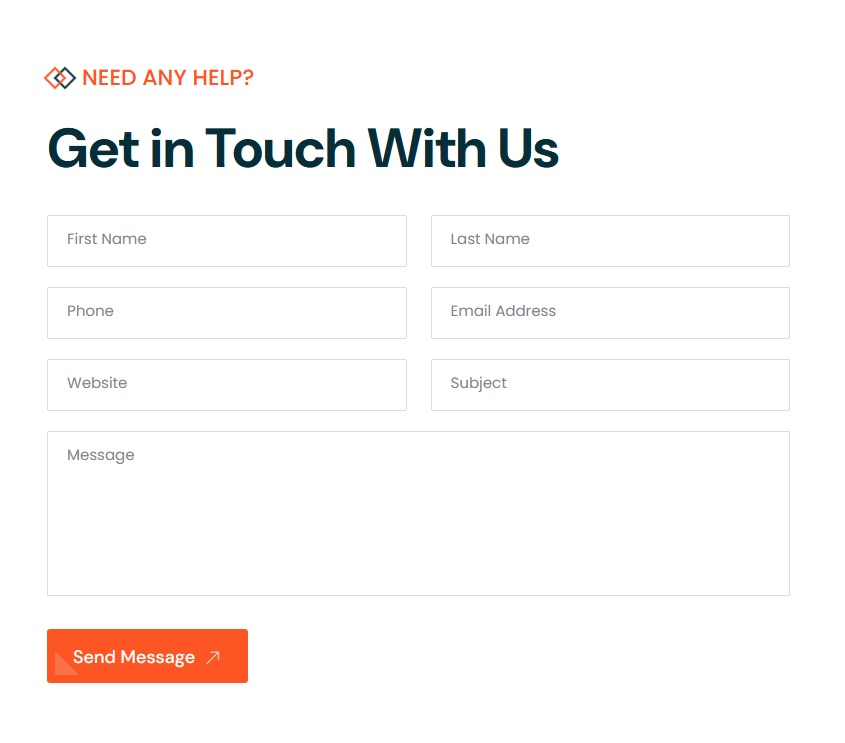 NEED ANY HELP?
Get in Touch With Us
First Name
Last Name
Phone
Email Address
Website
Subject
Message
Send Message